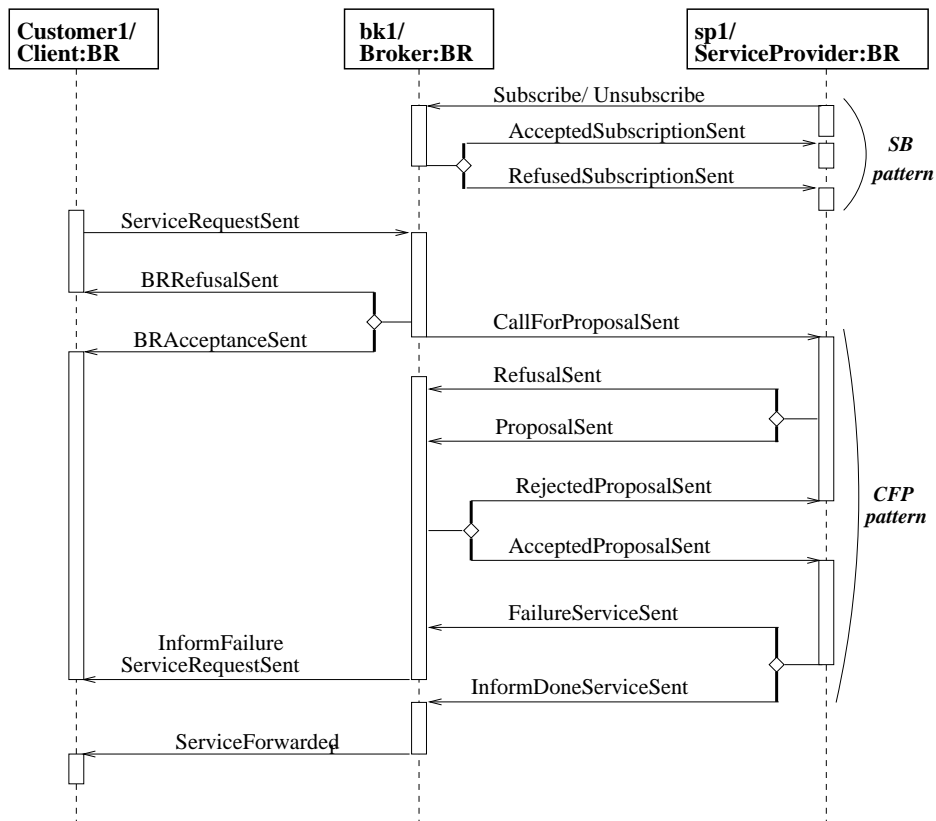 Customer1/
Client:BR
bk1/
Broker:BR
sp1/
ServiceProvider:BR
Subscribe/ Unsubscribe
AcceptedSubscriptionSent
SB
pattern
RefusedSubscriptionSent
ServiceRequestSent
BRRefusalSent
CallForProposalSent
BRAcceptanceSent
RefusalSent
ProposalSent
RejectedProposalSent
CFP
pattern
AcceptedProposalSent
FailureServiceSent
InformFailure
ServiceRequestSent
InformDoneServiceSent
ServiceForwarded